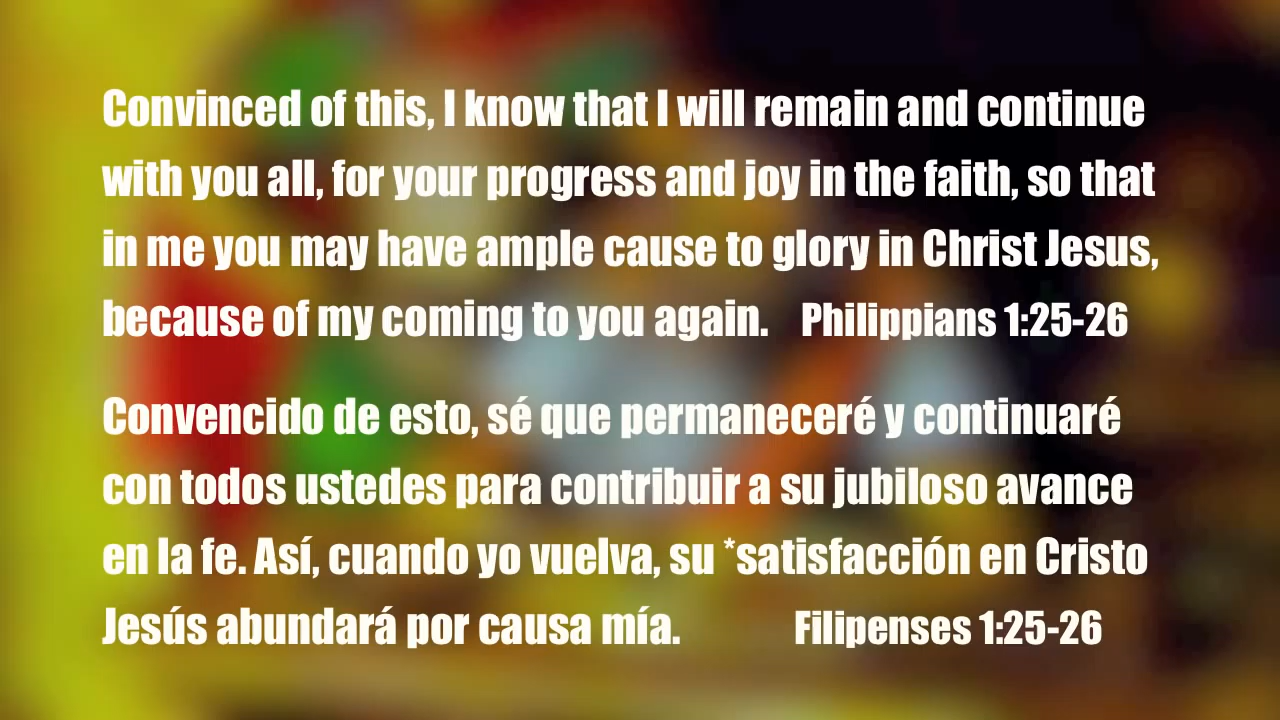 Convinced of this, I know that I will remain and continue
with you all, for your progress and joy in the faith, so that
in me you may have ample cause to glory in Christ Jesus,
because of my coming to you again. Philippians 1:25-26
Convencido de esto, sé que permaneceré y continuaré
con todos ustedes para contribuir a su jubiloso avance
en la fe. Así, cuando yo vuelva, su *satisfacción en Cristo
Jesús abundará por causa mía. Filipenses 1:25-26